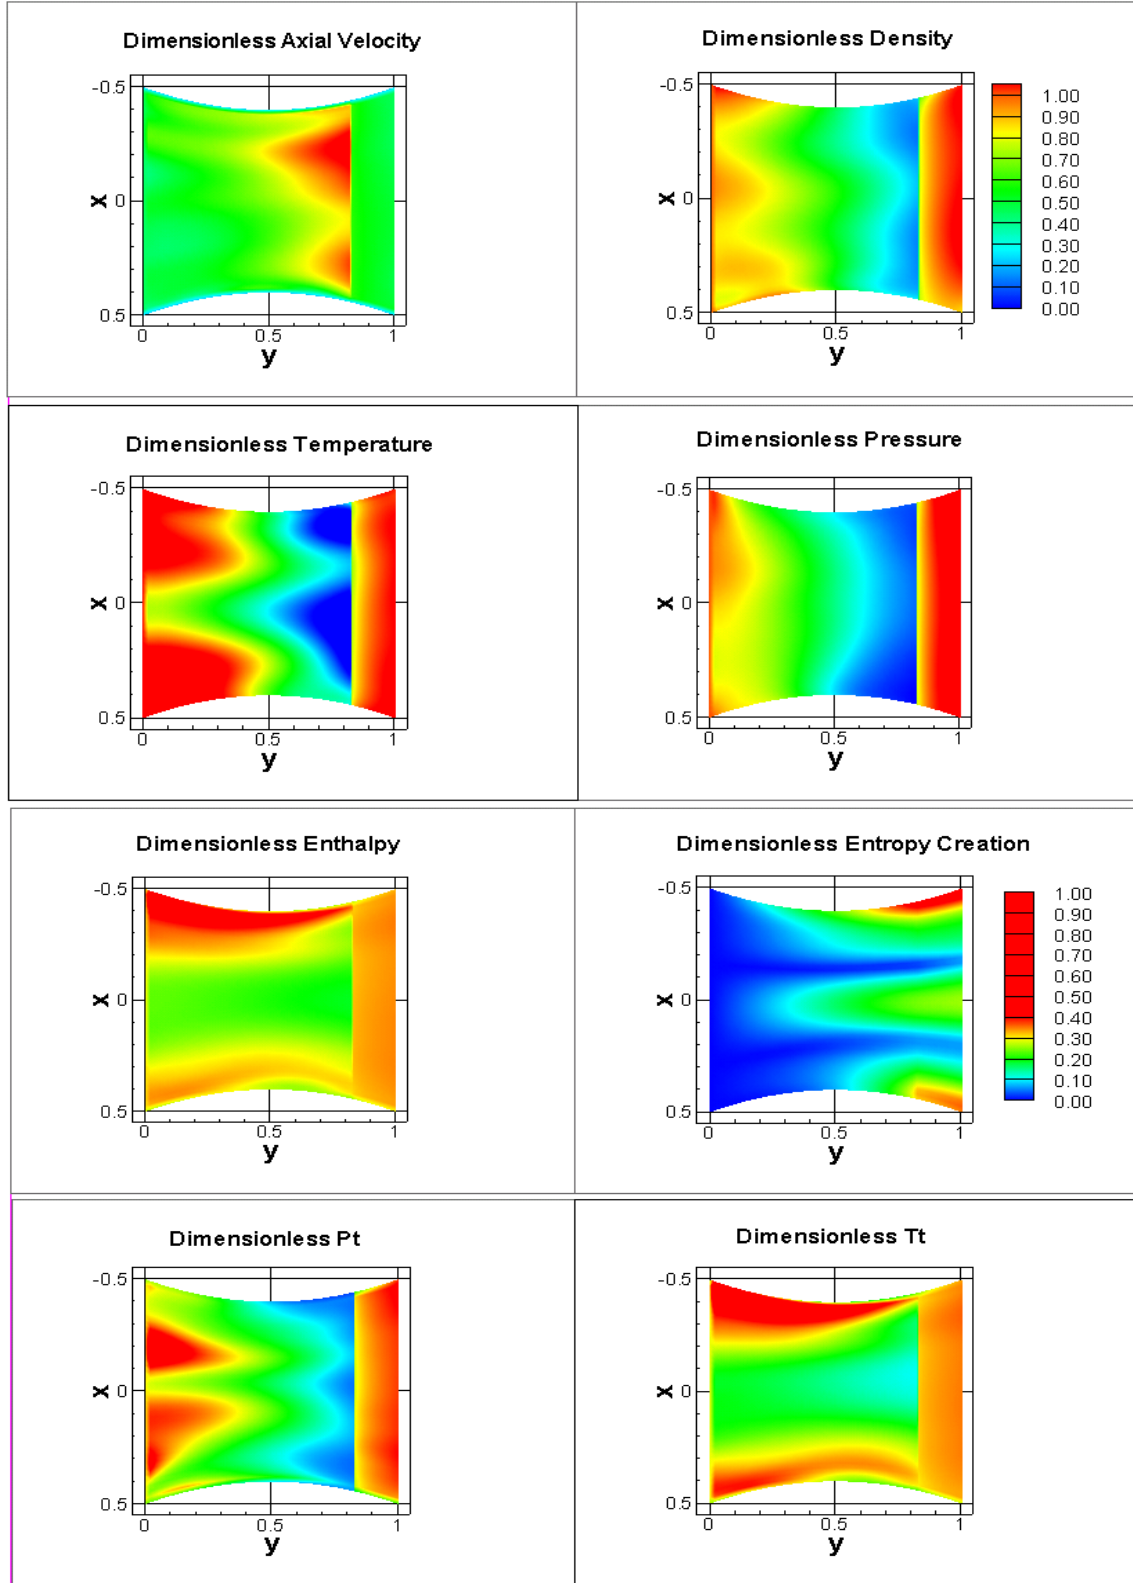 Dimensionless Axial Velocity
-0.5
x 0
0.5
0 0.5 1
y
Dimensionless Density
-0.5
x 0
0.5
0 0.5 1
y
1.00
0.90
0.80
0.70
0.60
0.50
0.40
0.30
0.20
0.10
0.00
Dimensionless Temperature
-0.5
x 0
0.5
0 0.5 1
y
Dimensionless Pressure
-0.5
x 0
0.5
0 0.5 1
y
Dimensionless Enthalpy
-0.5
x 0
0.5
0 0.5 1
y
Dimensionless Entropy Creation
-0.5
x 0
0.5
0 0.5 1
y
1.00
0.90
0.80
0.70
0.60
0.50
0.40
0.30
0.20
0.10
0.00
Dimensionless Pt
-0.5
x 0
0.5
0 0.5 1
y
Dimensionless Tt
-0.5
x 0
0.5
0 0.5 1
y